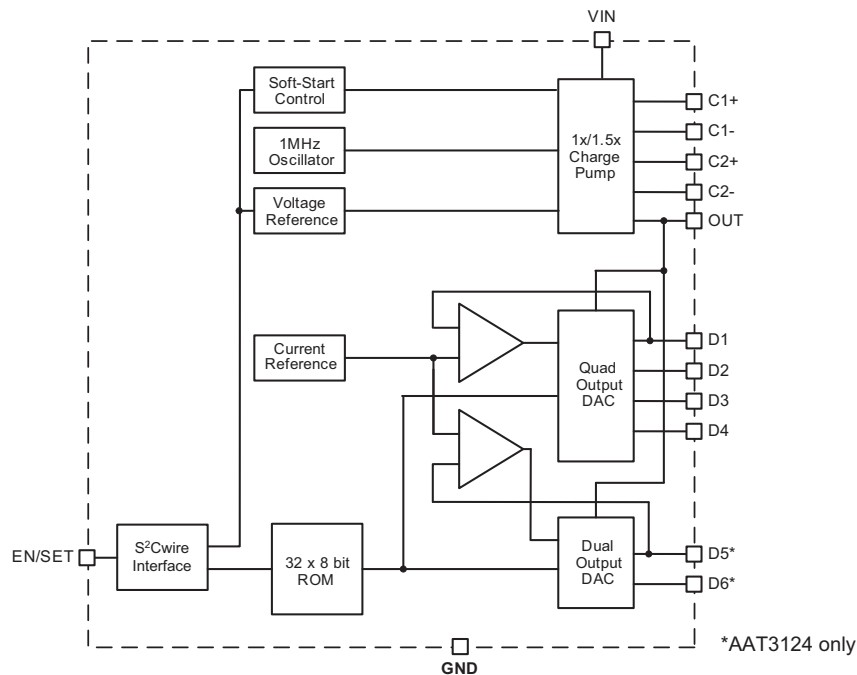 VIN
Soft-Start
Control
1MHz
Oscillator
Voltage
Reference
1x/1.5x
Charge
Pump
C1+
C1-
C2+
C2-
OUT
Current
Reference
Quad
Output
DAC
D1
D2
D3
D4
EN/SET
S²Cwire
Interface
32 x 8 bit
ROM
Dual
Output
DAC
D5*
D6*
*AAT3124 only
GND